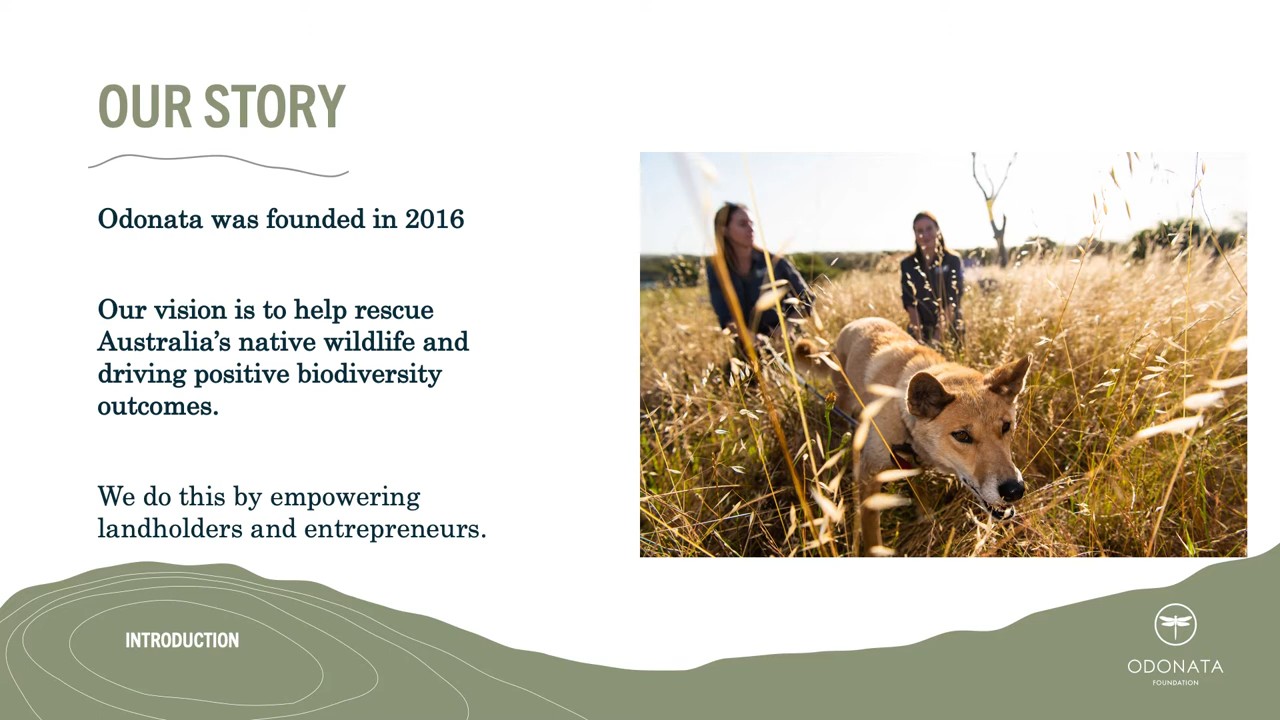 OUR STORY
Odonata was founded in 2016
Our vision is to help rescue
Australia’s native wildlife and
driving positive biodiversity
outcomes.
We do this by empowering
landholders and entrepreneurs.
INTRODUCTION
ODONATA
FOUNDATION